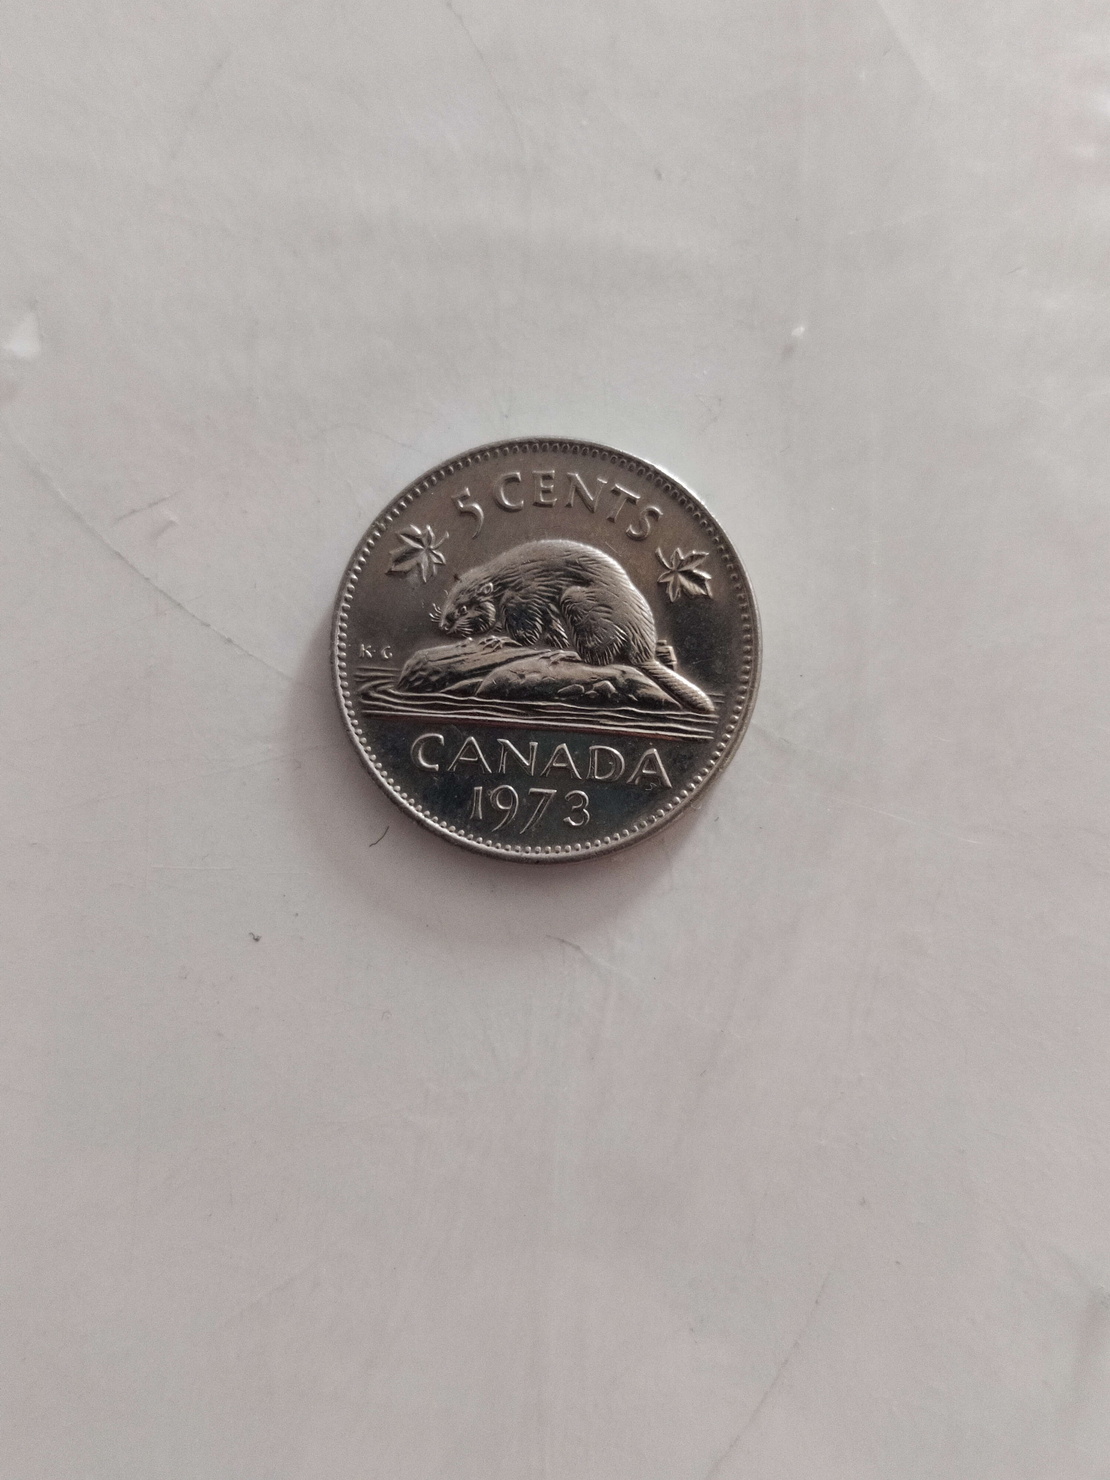 5 CENTS
K·G
CANADA
1973